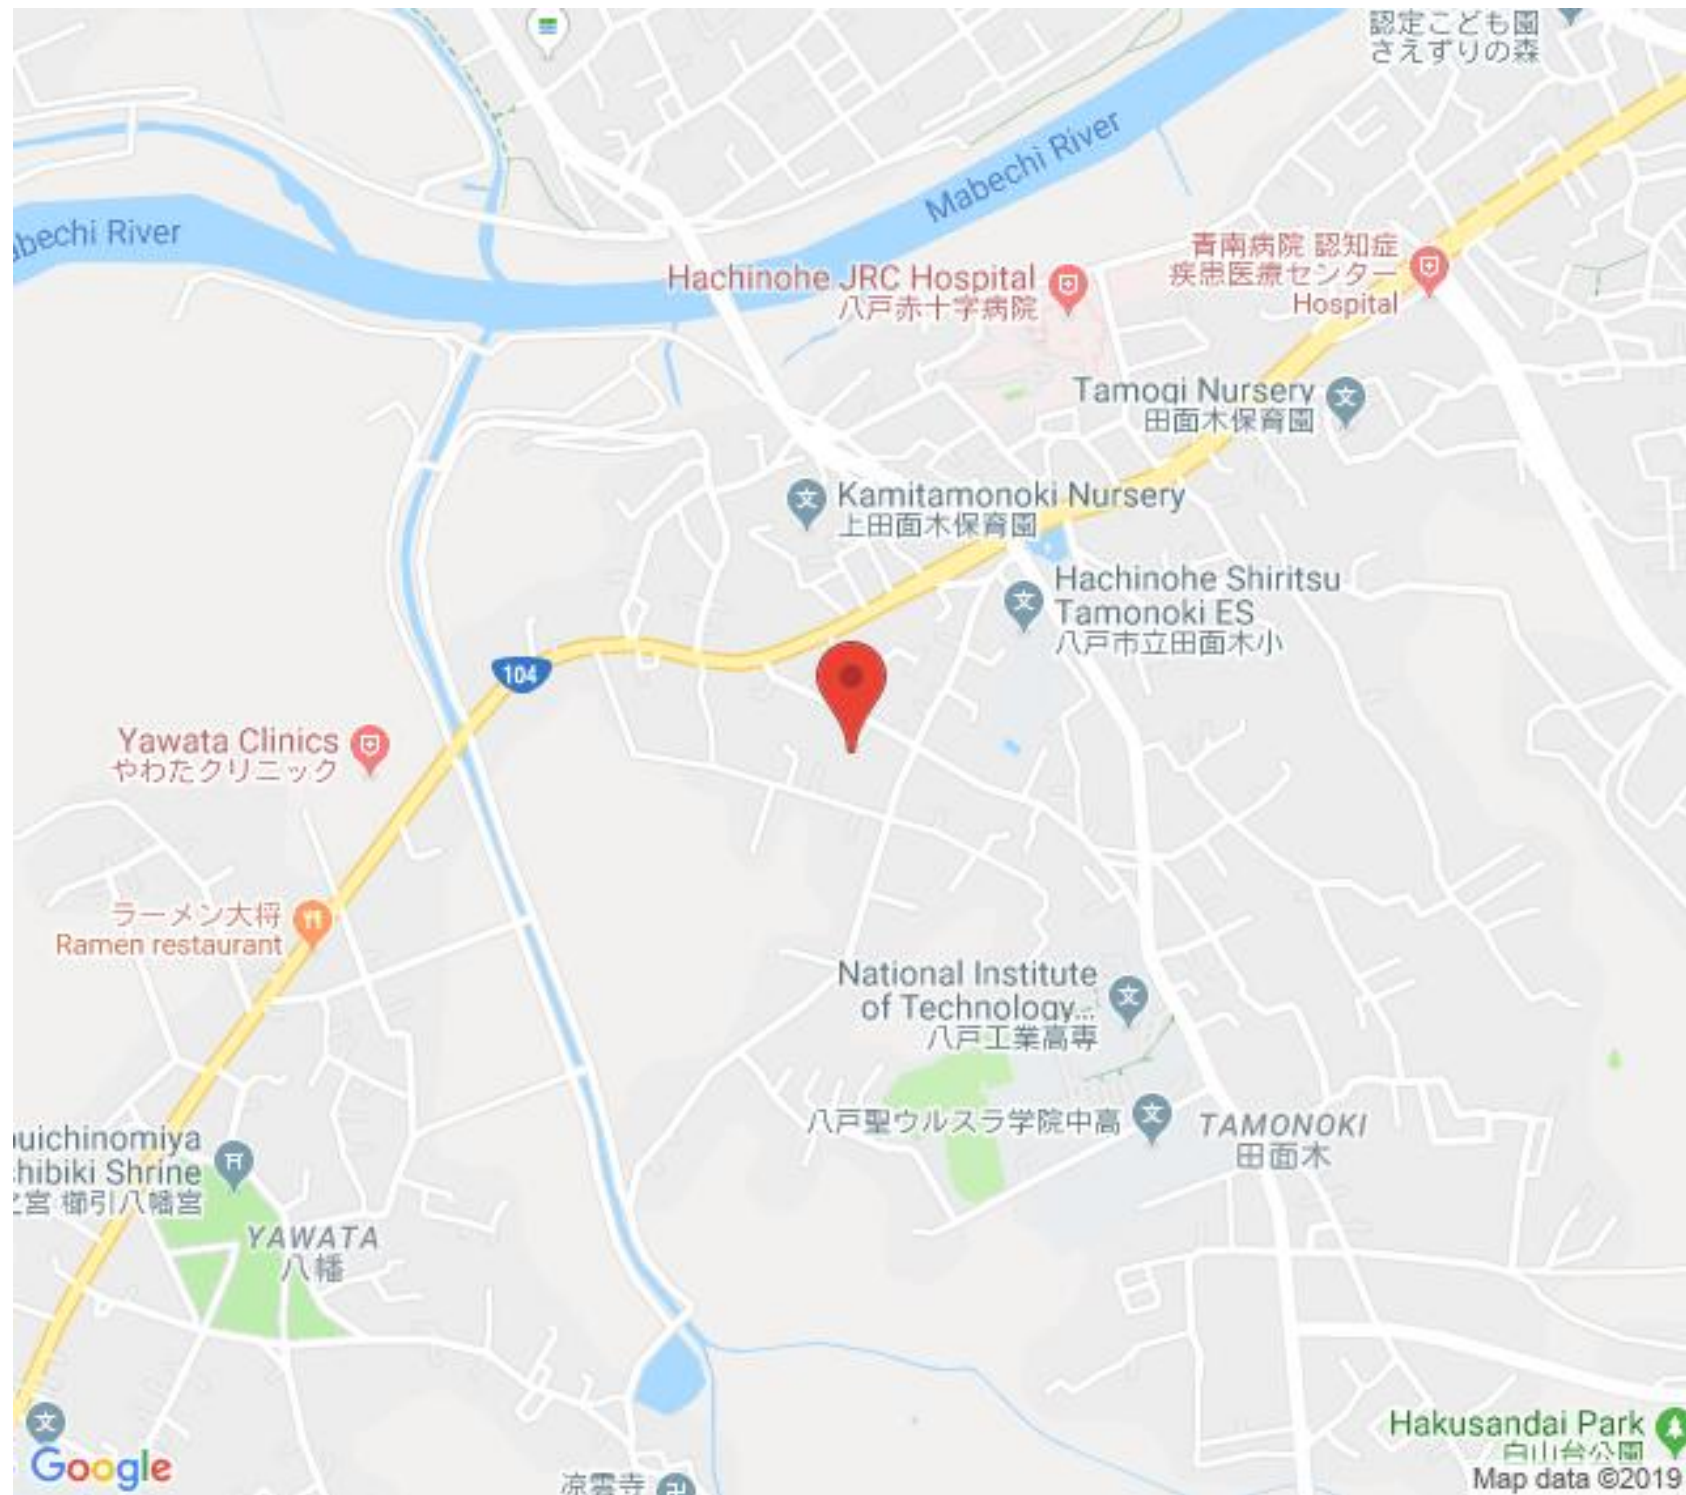 認定こども園
さえずりの森
Mabechi River
abechi River
青南病院 認知症
疾患医療センター
Hospital
Hachinohe JRC Hospital
八戸赤十字病院
Tamogi Nursery
田面木保育園
Kamitamonoki Nursery
上田面木保育園
Hachinohe Shiritsu
Tamonoki ES
八戸市立田面木小
104
Yawata Clinics
やわたクリニック
ラーメン大将
Ramen restaurant
National Institute
of Technology...
八戸工業高専
八戸聖ウルスラ学院中高
TAMONOKI
田面木
ouichinomiya
hibiki Shrine
之宮 櫛引八幡宮
YAWATA
八幡
Hakusandai Park
白山台公園
Google
凉雲寺
Map data ©2019